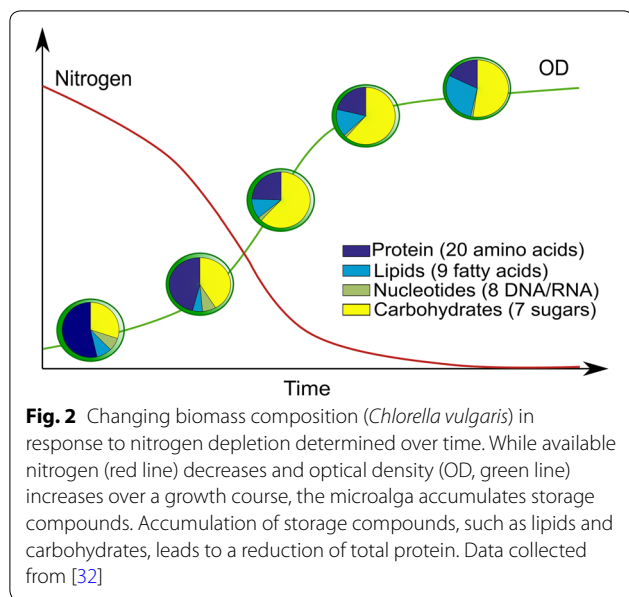 Nitrogen
OD
Protein (20 amino acids)
Lipids (9 fatty acids)
Nucleotides (8 DNA/RNA)
Carbohydrates (7 sugars)
Time
Fig. 2 Changing biomass composition (Chlorella vulgaris) in
response to nitrogen depletion determined over time. While available
nitrogen (red line) decreases and optical density (OD, green line)
increases over a growth course, the microalga accumulates storage
compounds. Accumulation of storage compounds, such as lipids and
carbohydrates, leads to a reduction of total protein. Data collected
from [32]